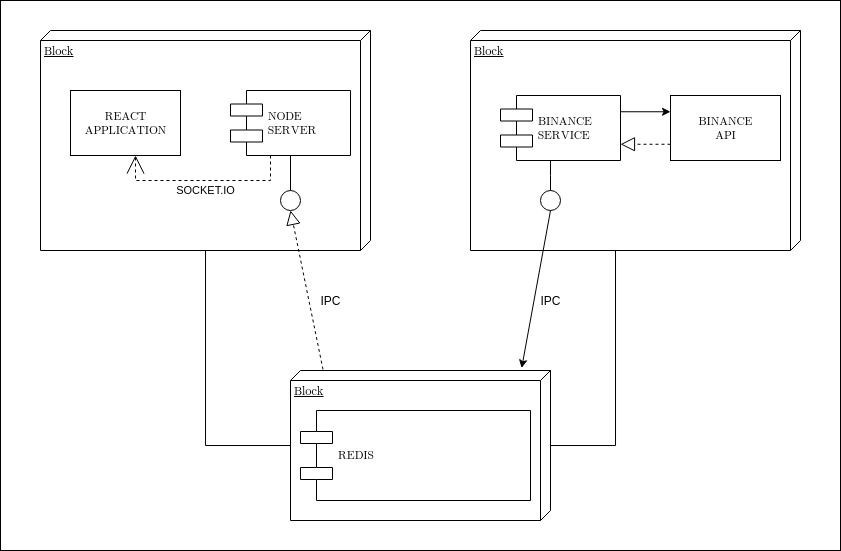 Block
REACT
APPLICATION
NODE
SERVER
SOCKET.IO
Block
BINANCE
SERVICE
BINANCE
API
IPC
IPC
Block
REDIS